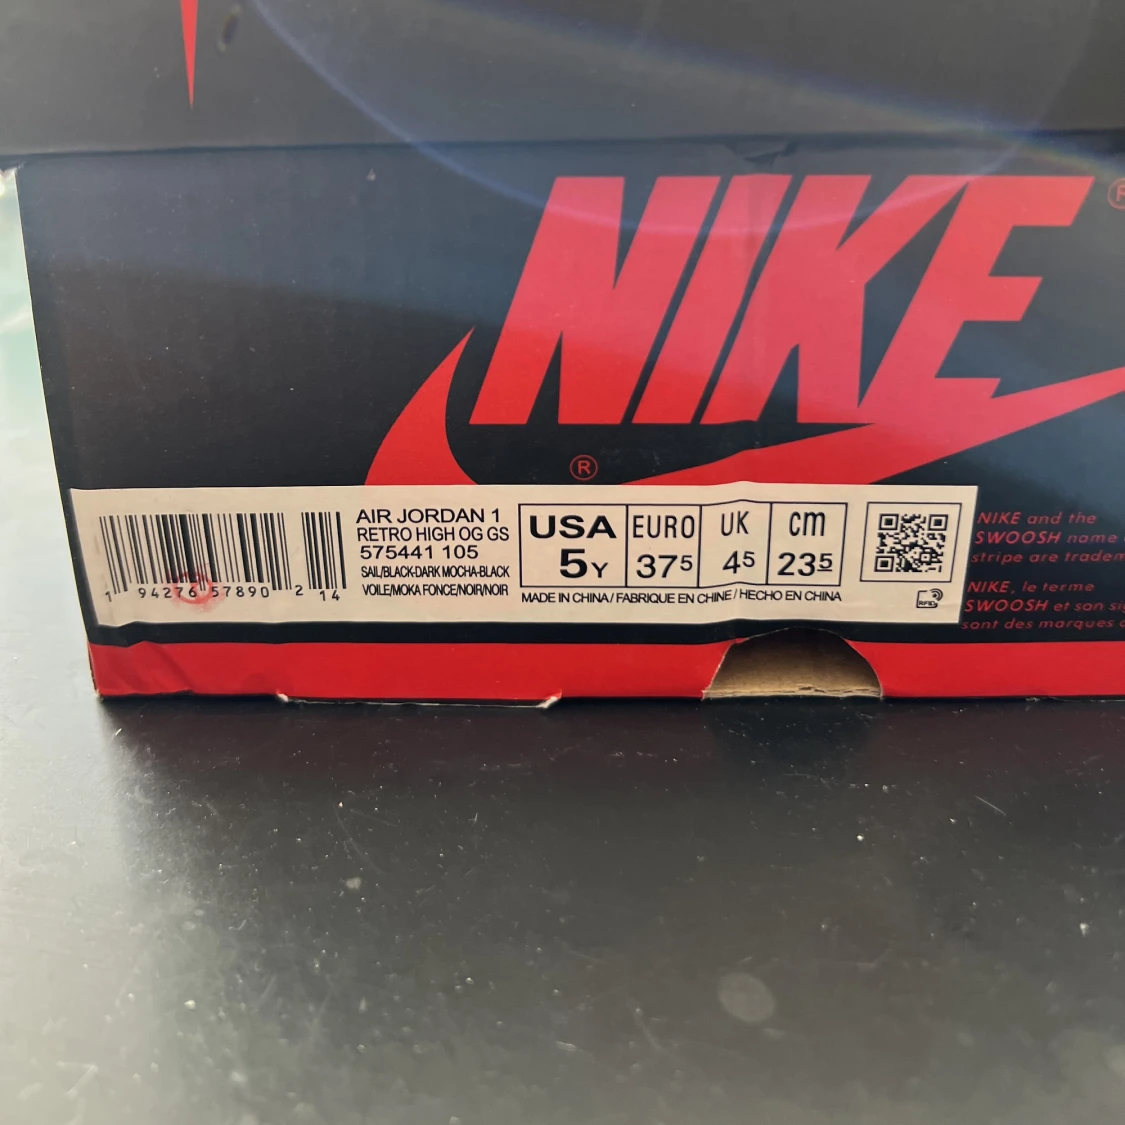 NIKE ®
®
1 94276 57890 2 14
AIR JORDAN 1
RETRO HIGH OG GS
575441 105
SAIL/BLACK-DARK MOCHA-BLACK
VOILE/MOKA FONCE/NOIR/NOIR
USA EURO UK cm
5Y 37.5 4.5 23.5
MADE IN CHINA/FABRIQUE EN CHINE/HECHO EN CHINA
RFID
NIKE and the
SWOOSH name
stripe are
NIKE, le terme
SWOOSH et son
sont des marques